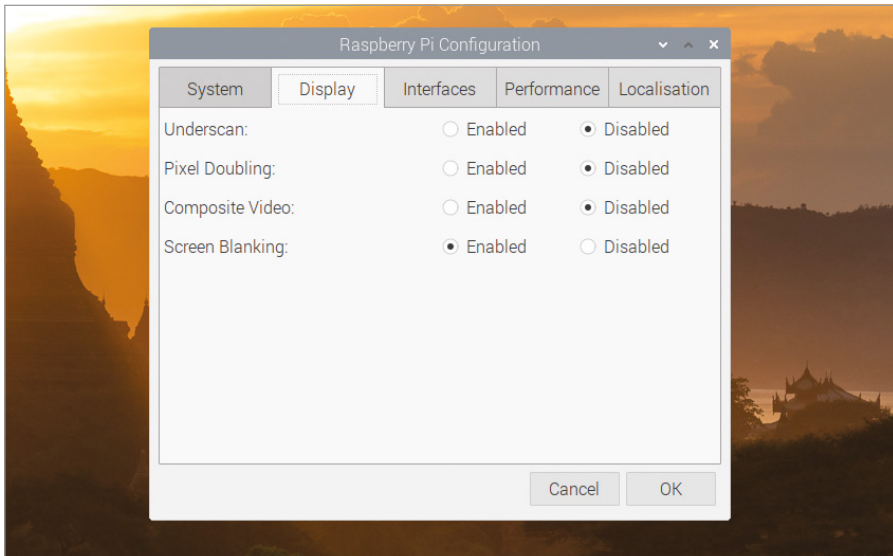 Raspberry Pi Configuration
System Display Interfaces Performance Localisation
Underscan: Enabled Disabled
Pixel Doubling: Enabled Disabled
Composite Video: Enabled Disabled
Screen Blanking: Enabled Disabled
Cancel OK